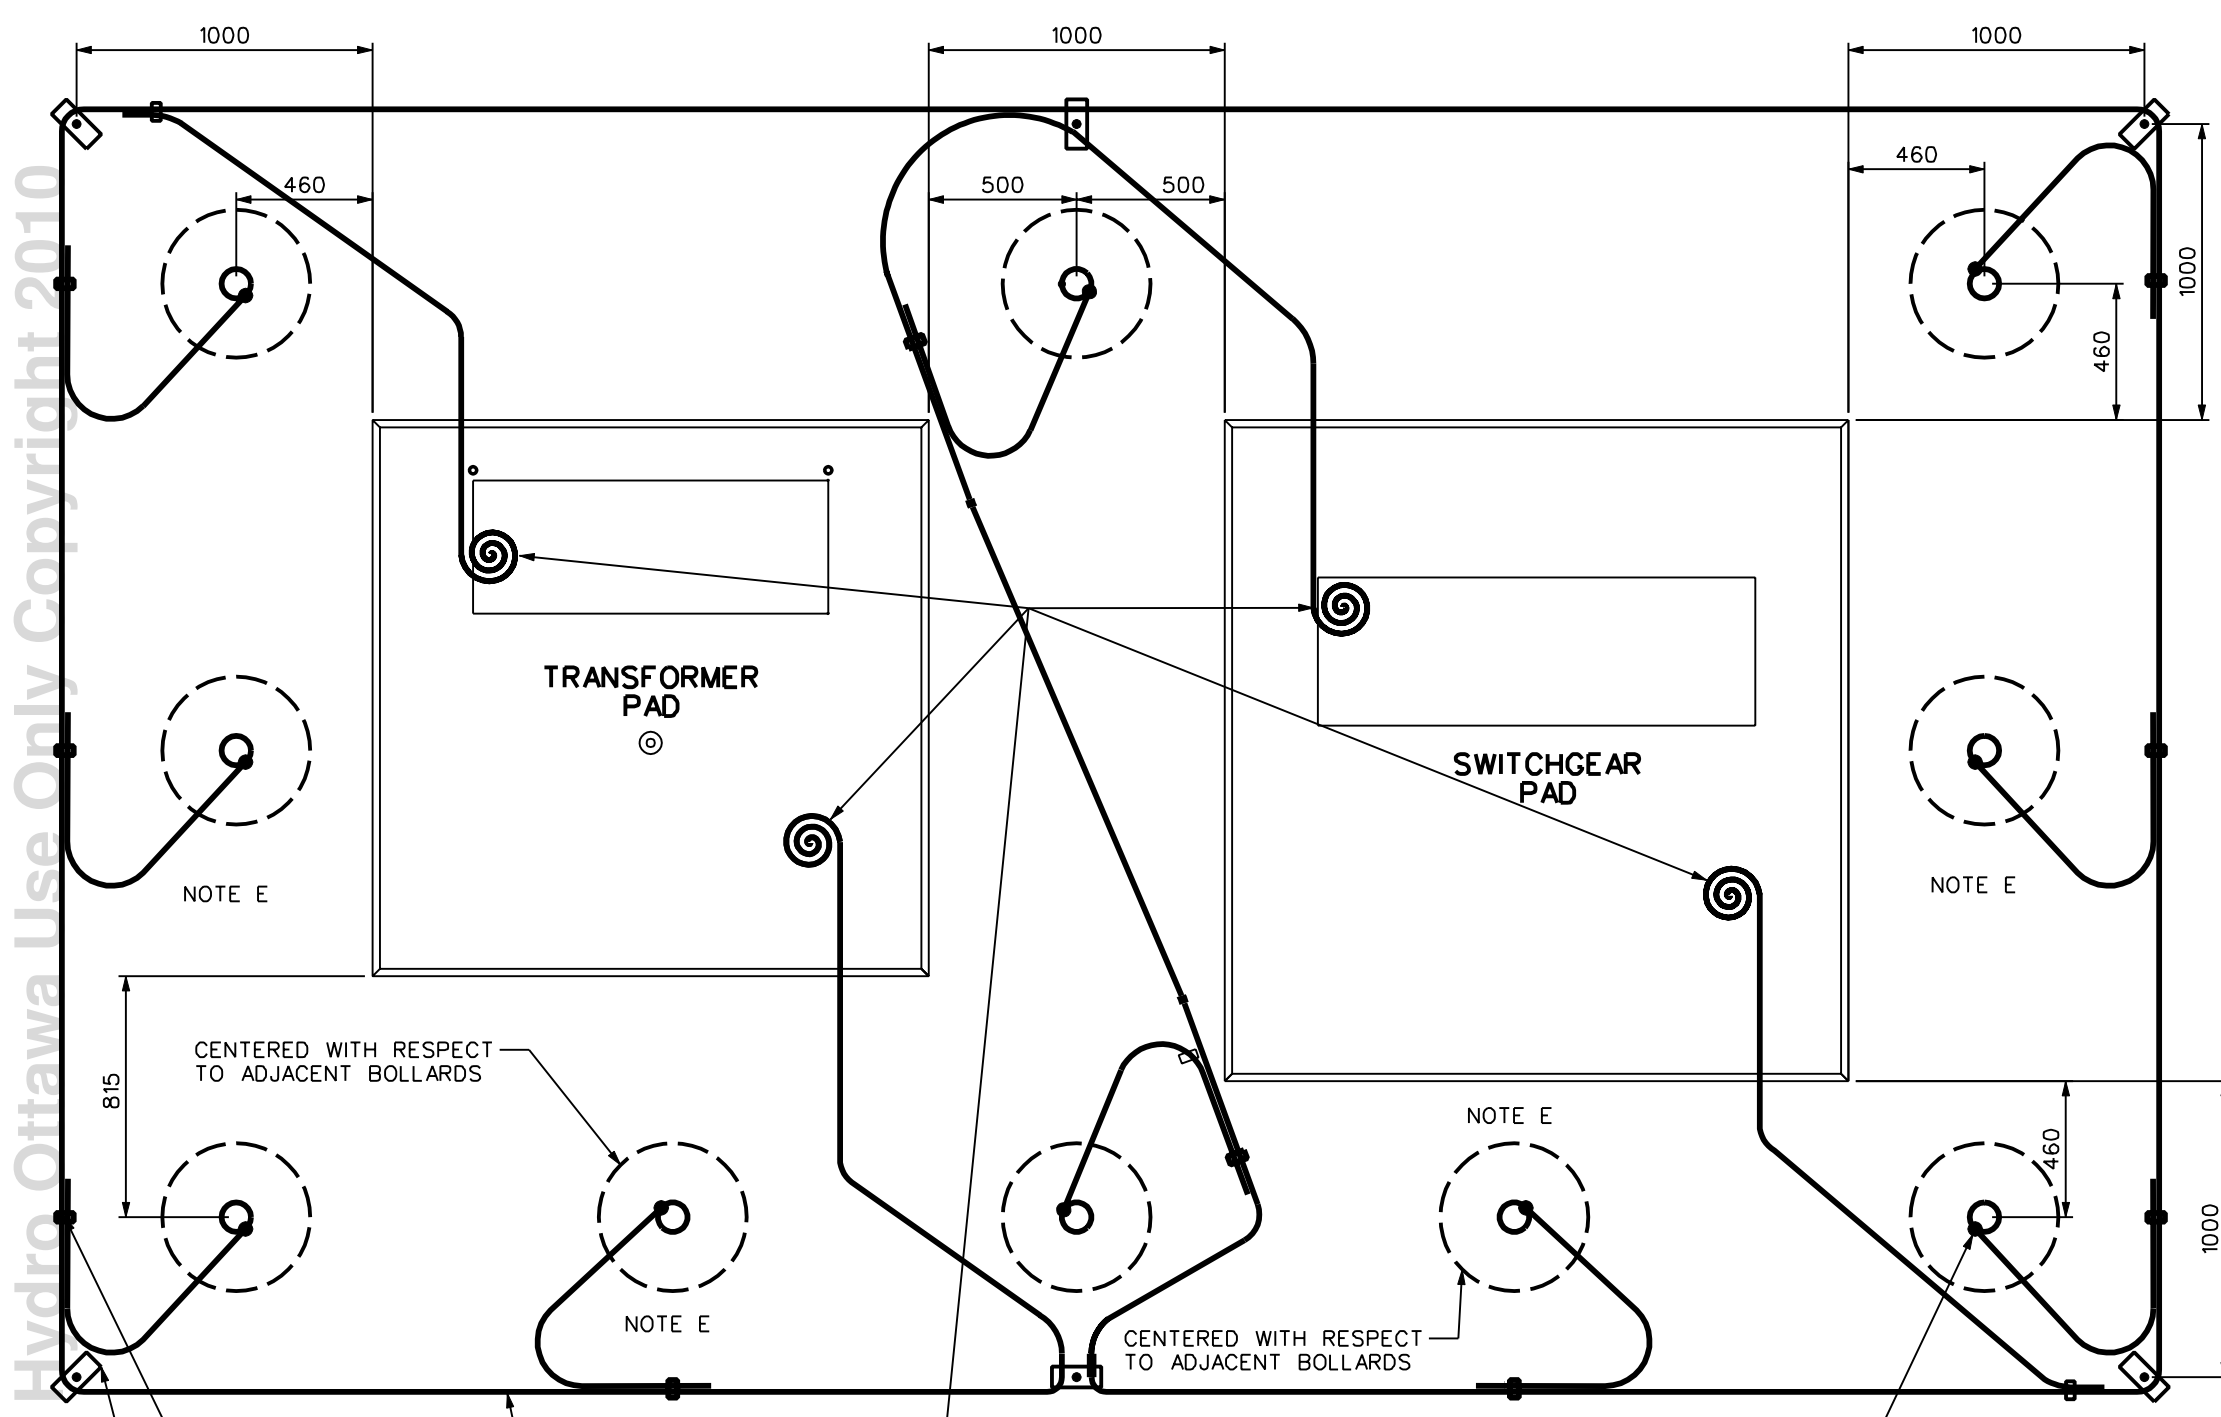 1000
1000
1000
460
500
500
460
1000
460
TRANSFORMER
PAD
SWITCHGEAR
PAD
NOTE E
NOTE E
CENTERED WITH RESPECT
TO ADJACENT BOLLARDS
815
NOTE E
460
1000
NOTE E
CENTERED WITH RESPECT
TO ADJACENT BOLLARDS
Hydro Ottawa Use Only Copyright 2010